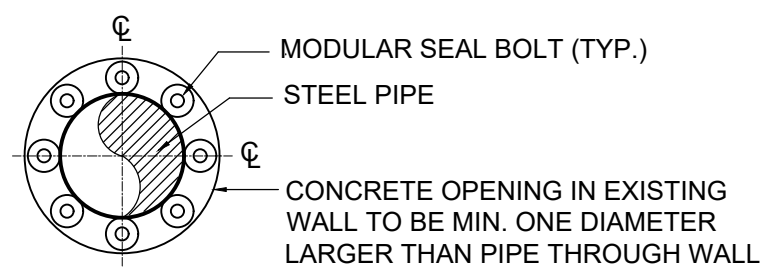 ℄
MODULAR SEAL BOLT (TYP.)
STEEL PIPE
℄
CONCRETE OPENING IN EXISTING
WALL TO BE MIN. ONE DIAMETER
LARGER THAN PIPE THROUGH WALL